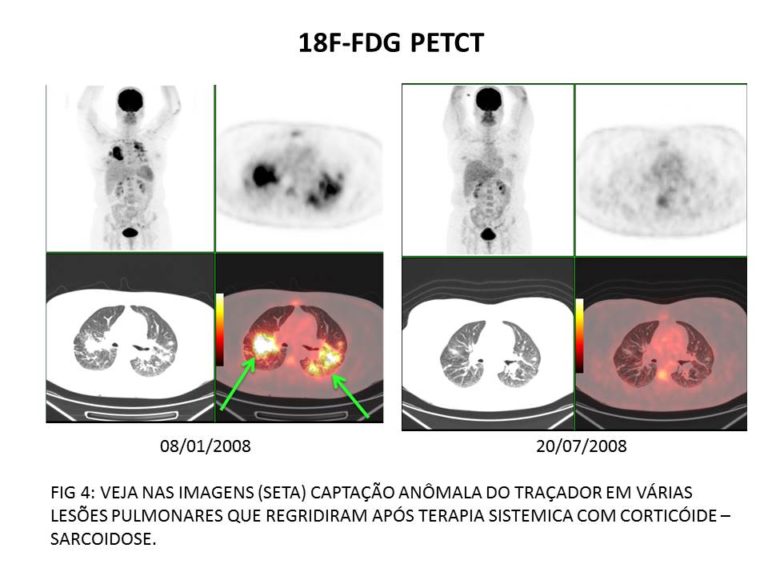 18F-FDG PETCT
08/01/2008
20/07/2008
FIG 4: VEJA NAS IMAGENS (SETA) CAPTAÇÃO ANÔMALA DO TRAÇADOR EM VÁRIAS
LESÕES PULMONARES QUE REGRIDIRAM APÓS TERAPIA SISTEMICA COM CORTICÓIDE –
SARCOIDOSE.